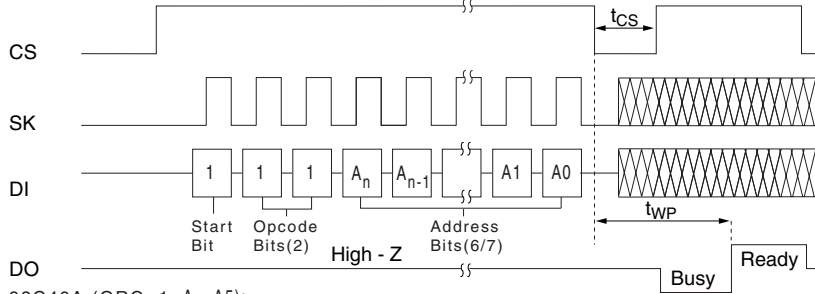 tCS
CS
SK
DI
1 1 1 An An-1 A1 A0
Start Bit
Opcode Bits(2)
Address Bits(6/7)
tWP
High - Z
DO
Busy
Ready